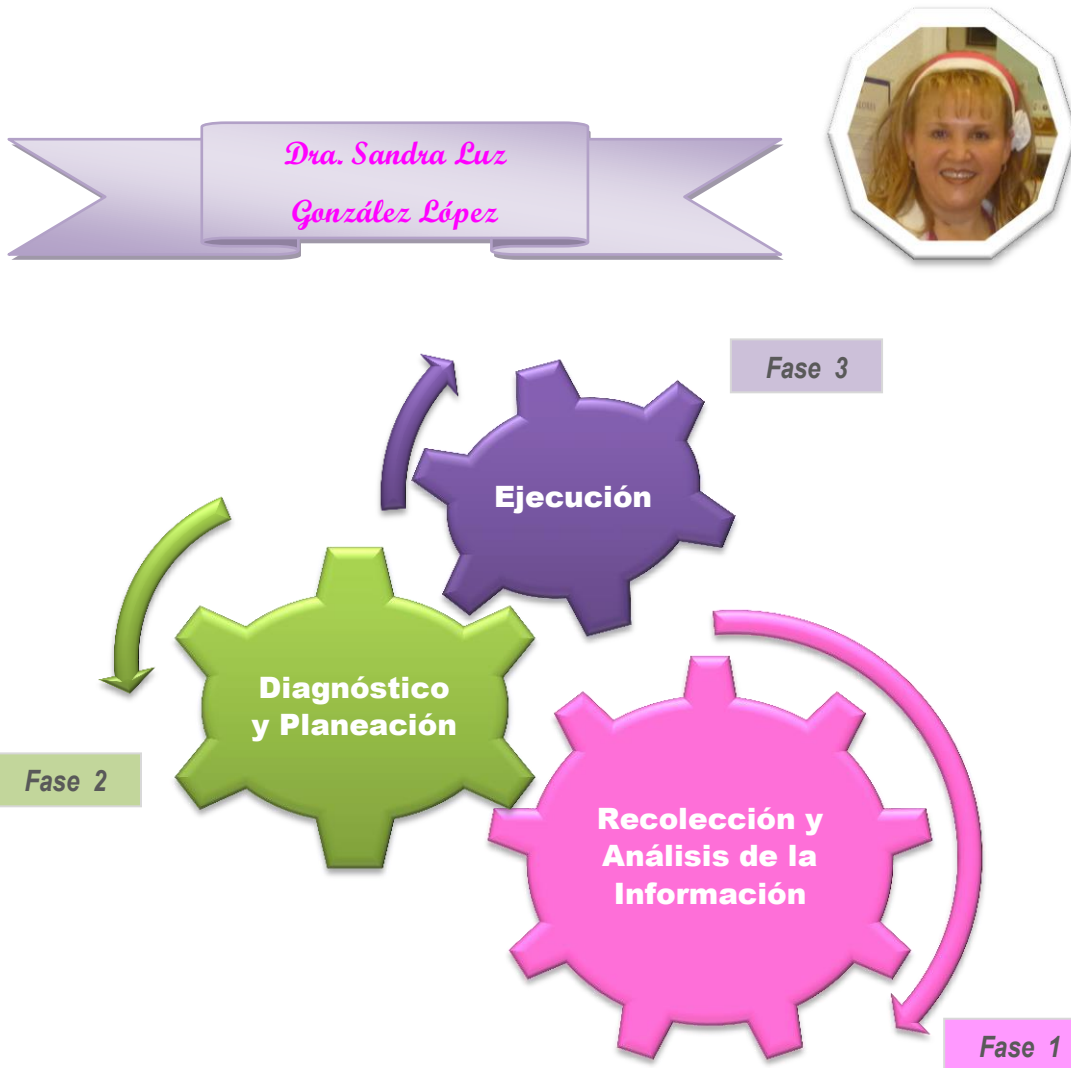 Dra. Sandra Luz
González López
Fase 3
Ejecución
Diagnóstico
y Planeación
Fase 2
Recolección y
Análisis de la
Información
Fase 1